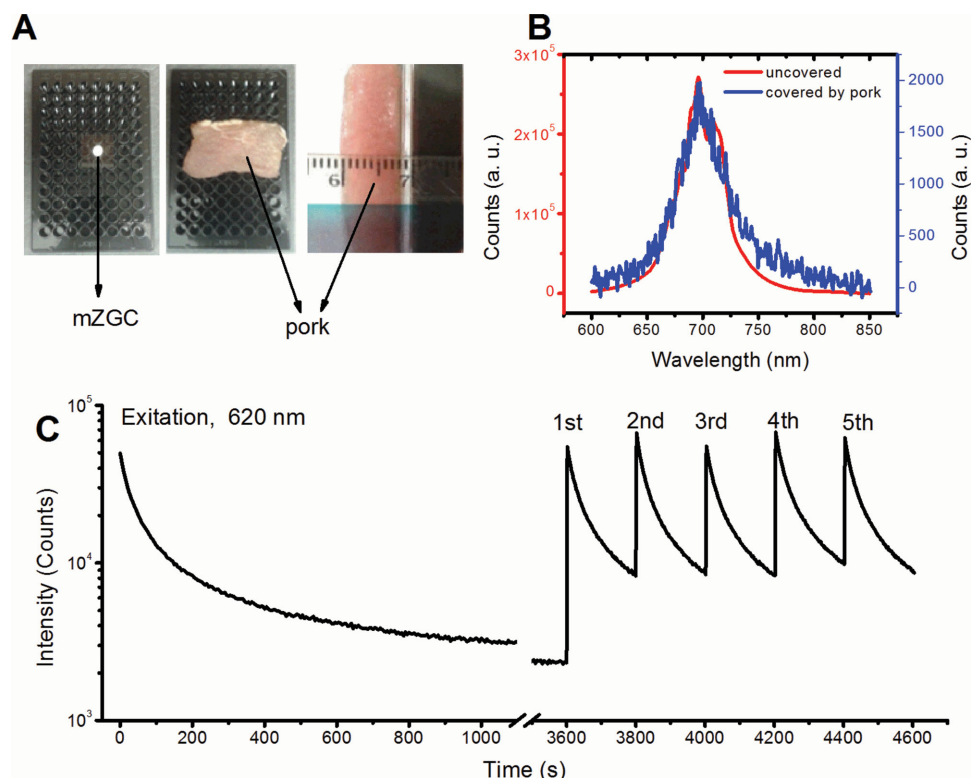 A
6 7
mZGC
pork
B
3x10⁵
2x10⁵
1x10⁵
0
Counts (a. u.)
uncovered
covered by pork
2000
1500
1000
500
0
Counts (a. u.)
600 650 700 750 800 850
Wavelength (nm)
C
Exitation, 620 nm
1st 2nd 3rd 4th 5th
10⁵
10⁴
10³
Intensity (Counts)
0 200 400 600 800 1000 3600 3800 4000 4200 4400 4600
Time (s)